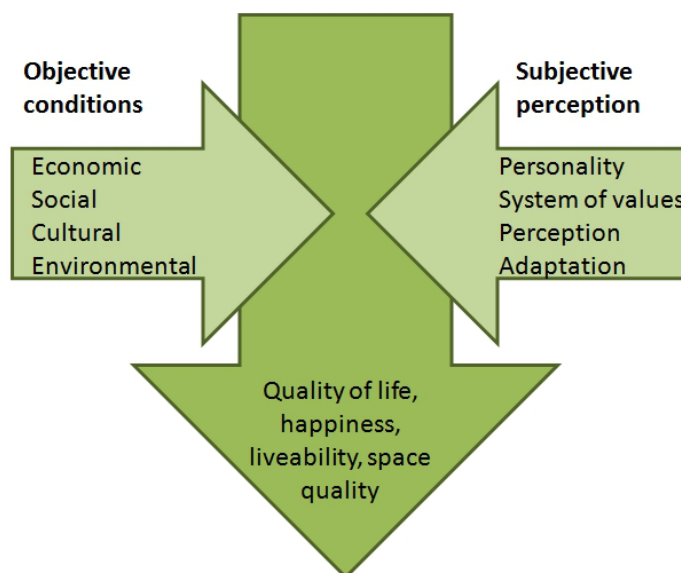 Objective
conditions
Economic
Social
Cultural
Environmental
Subjective
perception
Personality
System of values
Perception
Adaptation
Quality of life,
happiness,
liveability, space
quality